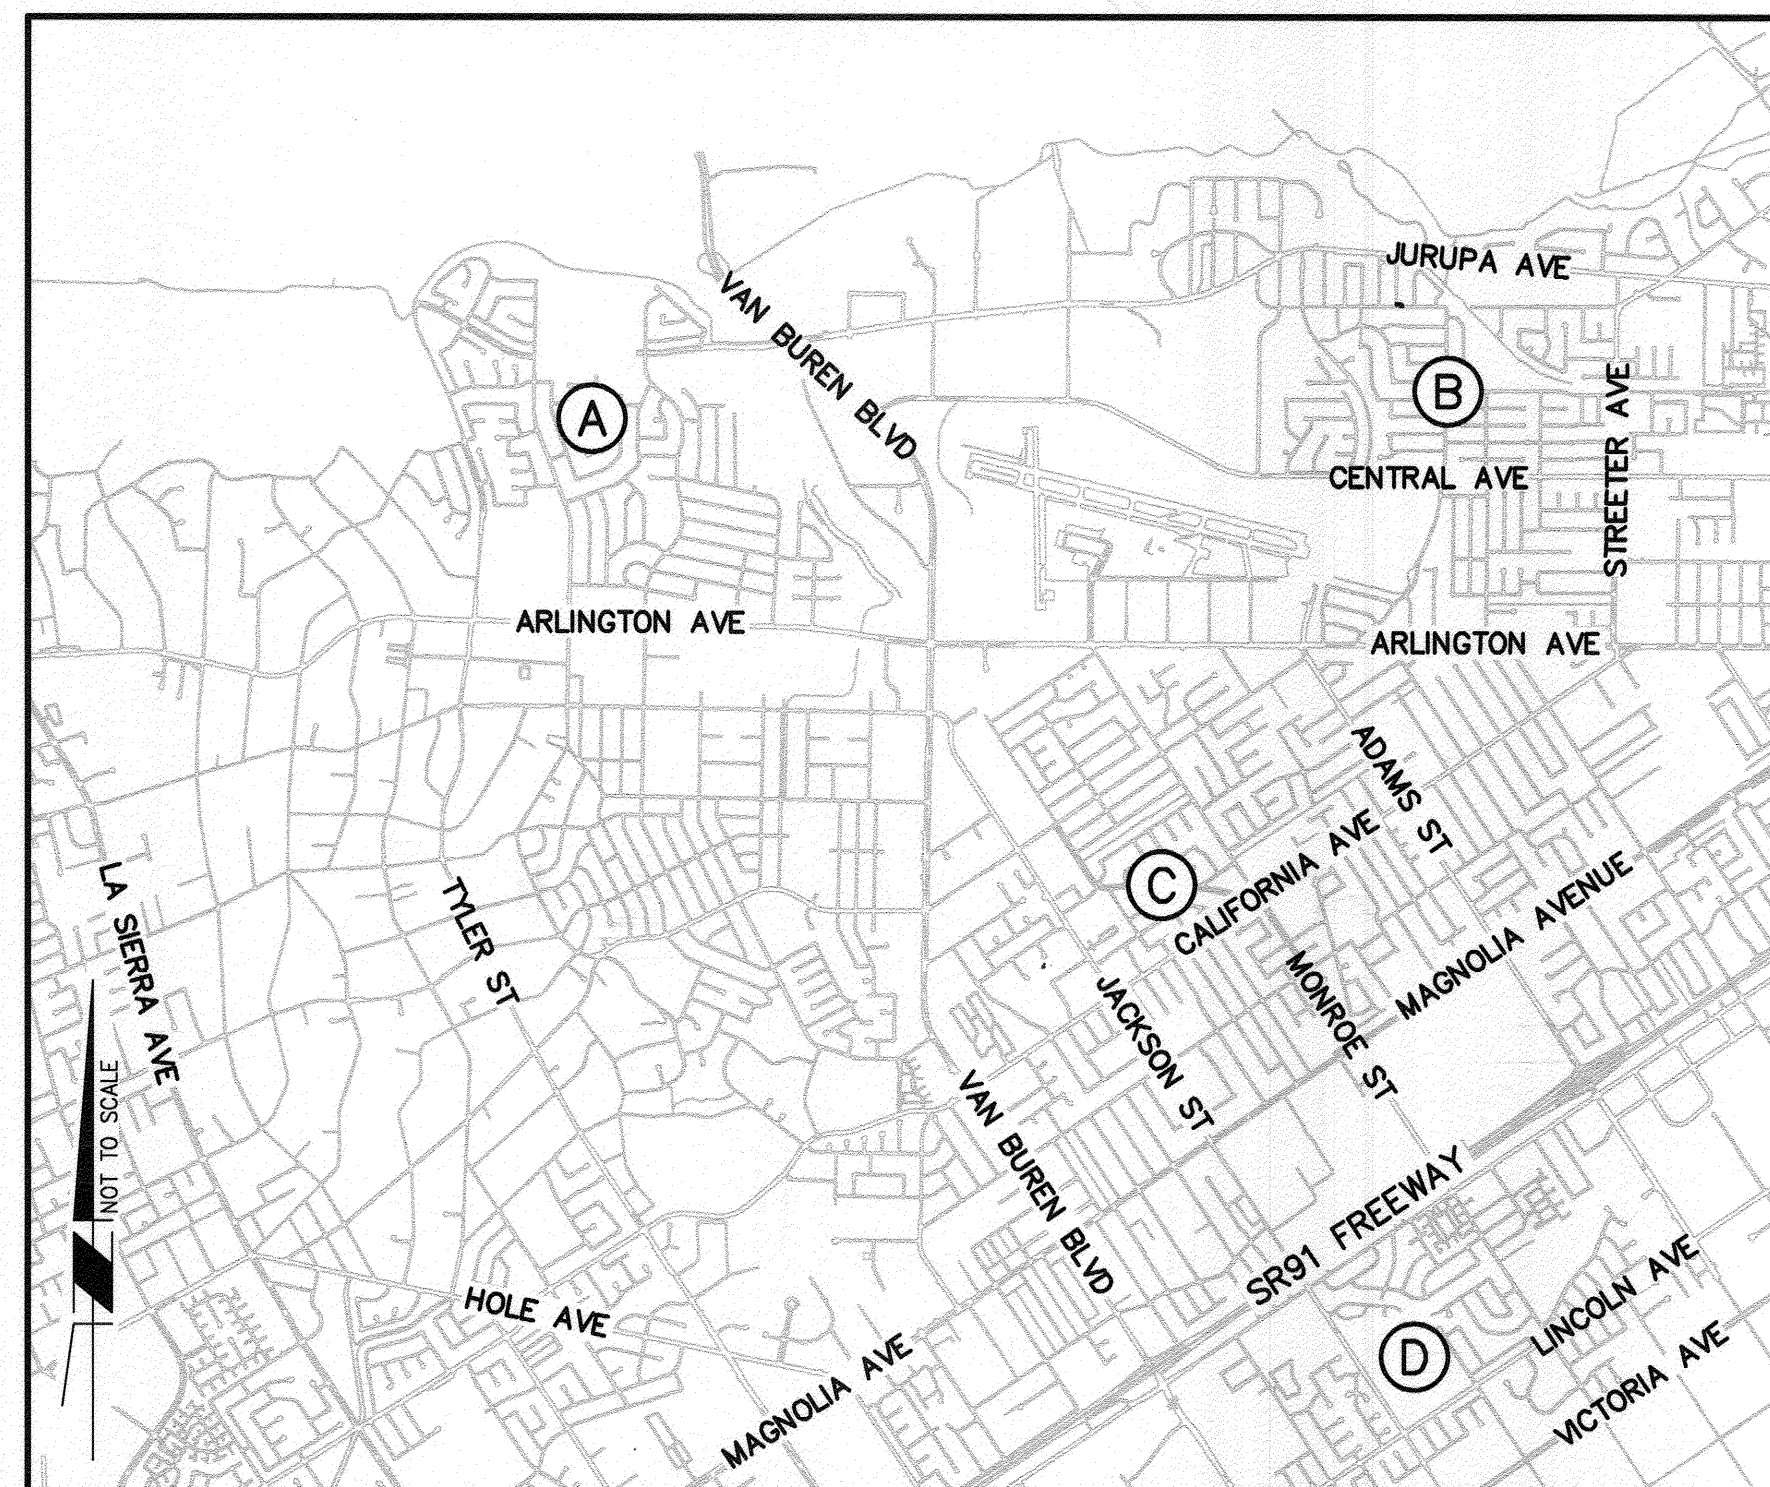 JURUPA AVE
VAN BUREN BLVD
B
A
STREETER AVE
CENTRAL AVE
ARLINGTON AVE
ARLINGTON AVE
ADAMS ST
CALIFORNIA AVE
C
LA SIERRA AVE
TYLER ST
MAGNOLIA AVENUE
MONROE ST
JACKSON ST
NOT TO SCALE
VAN BUREN BLVD
SR91 FREEWAY
LINCOLN AVE
HOLE AVE
D
MAGNOLIA AVE
VICTORIA AVE